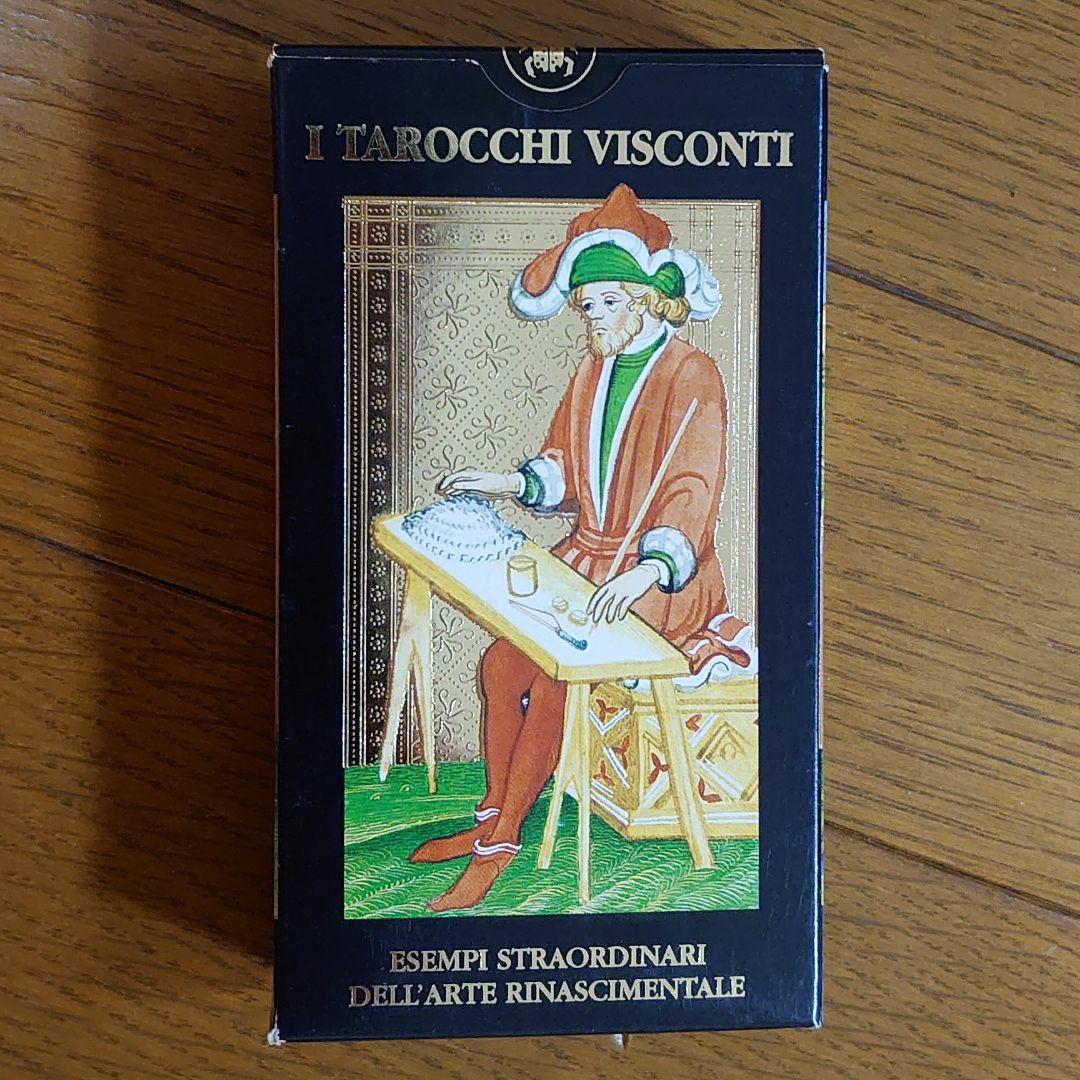 I TAROCCHI VISCONTI
ESEMPI STRAORDINARI
DELL'ARTE RINASCIMENTALE